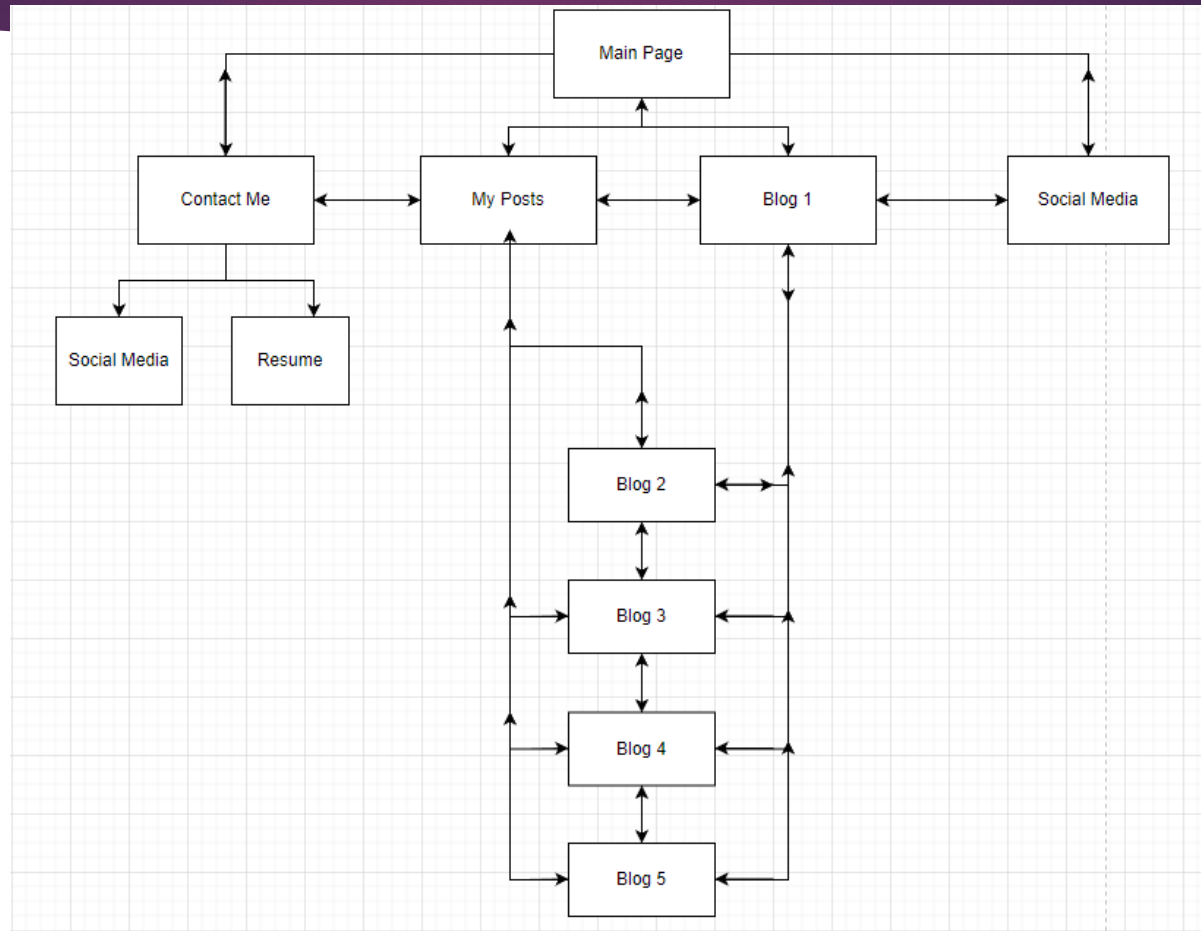 Main Page
Contact Me
My Posts
Blog 1
Social Media
Social Media
Resume
Blog 2
Blog 3
Blog 4
Blog 5